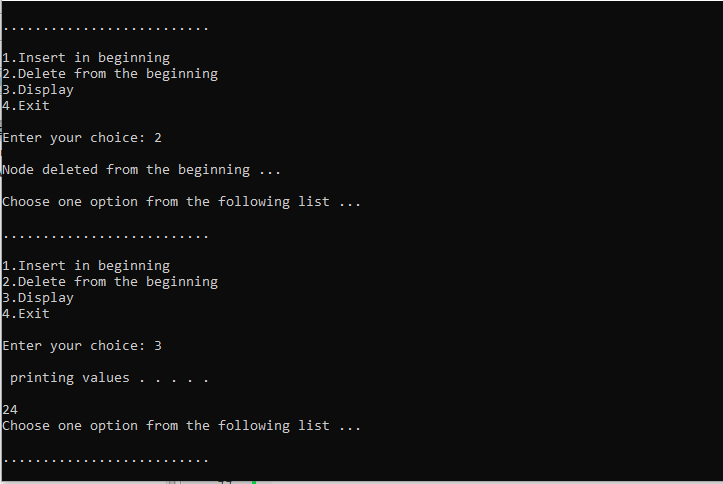 ..........................
1.Insert in beginning
2.Delete from the beginning
3.Display
4.Exit
Enter your choice: 2
Node deleted from the beginning ...
Choose one option from the following list ...
..........................
1.Insert in beginning
2.Delete from the beginning
3.Display
4.Exit
Enter your choice: 3
printing values . . . . .
24
Choose one option from the following list ...
..........................